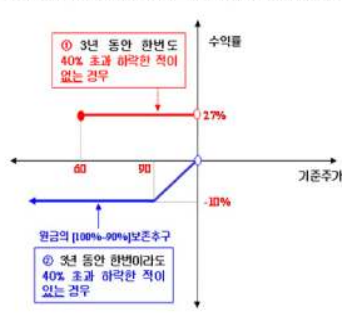 ① 3년 동안 한번도
40% 초과 하락한 적이
없는 경우
수익률
27%
60
90
기준주가
-10%
원금의 [100%~90%]보존추구
② 3년 동안 한번이라도
40% 초과 하락한 적이
있는 경우